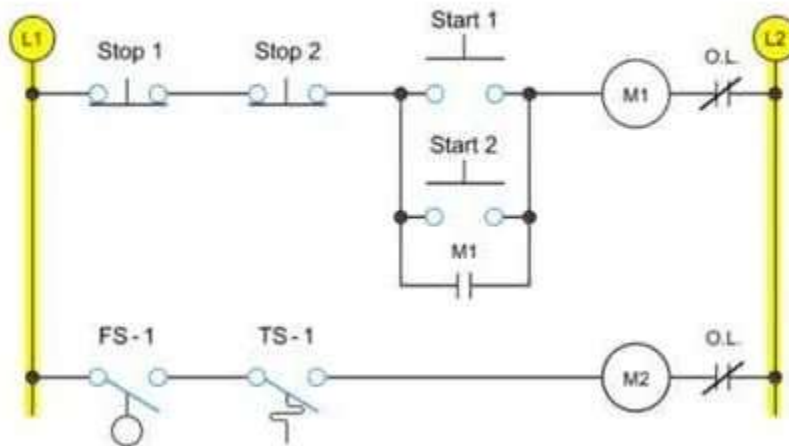 L1
Stop 1
Stop 2
Start 1
L2
O.L.
M1
Start 2
M1
FS - 1
TS - 1
O.L.
M2